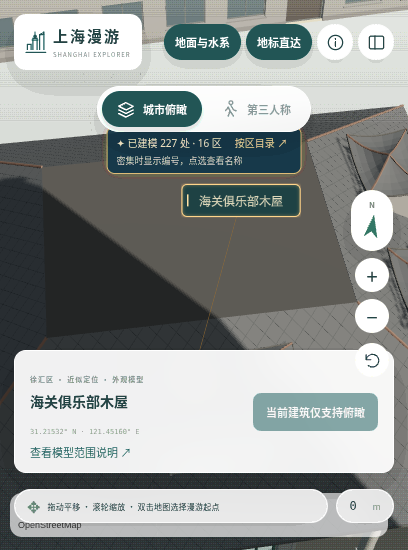 上海漫游
SHANGHAI EXPLORER
地面与水系
地标直达
城市俯瞰
第三人称
✦ 已建模 227 处 · 16 区
按区目录 ↗
密集时显示编号，点选查看名称
海关俱乐部木屋
N
+
−
徐汇区 · 近似定位 · 外观模型
海关俱乐部木屋
当前建筑仅支持俯瞰
31.21532° N · 121.45160° E
查看模型范围说明 ↗
拖动平移 · 滚轮缩放 · 双击地图选择漫游起点
0 m
OpenStreetMap